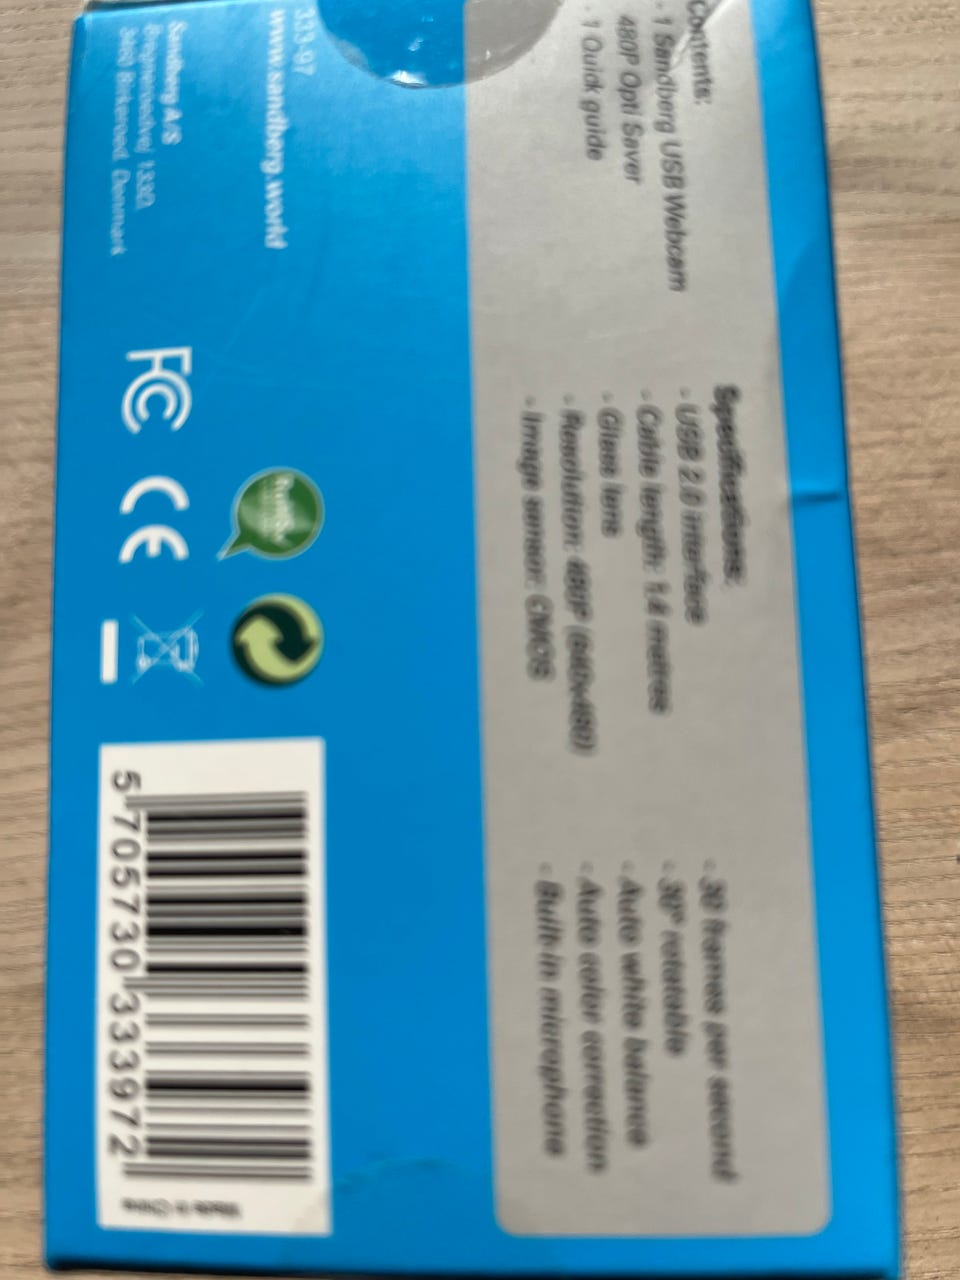 Contents:
- 1 Sandberg USB Webcam
480P Opti Saver
- 1 Quick guide
Specifications:
- USB 2.0 interface
- Cable length: 1.4 metres
- Glass lens
- Resolution: 480P (640x480)
- Image sensor: CMOS
- 30 frames per second
- 30° rotatable
- Auto white balance
- Auto color correction
- Built-in microphone
333-97
www.sandberg.world
Sandberg A/S
Bregnerødvej 133D
3460 Birkerød, Denmark
FC
CE
5 705730 333972
Made in China